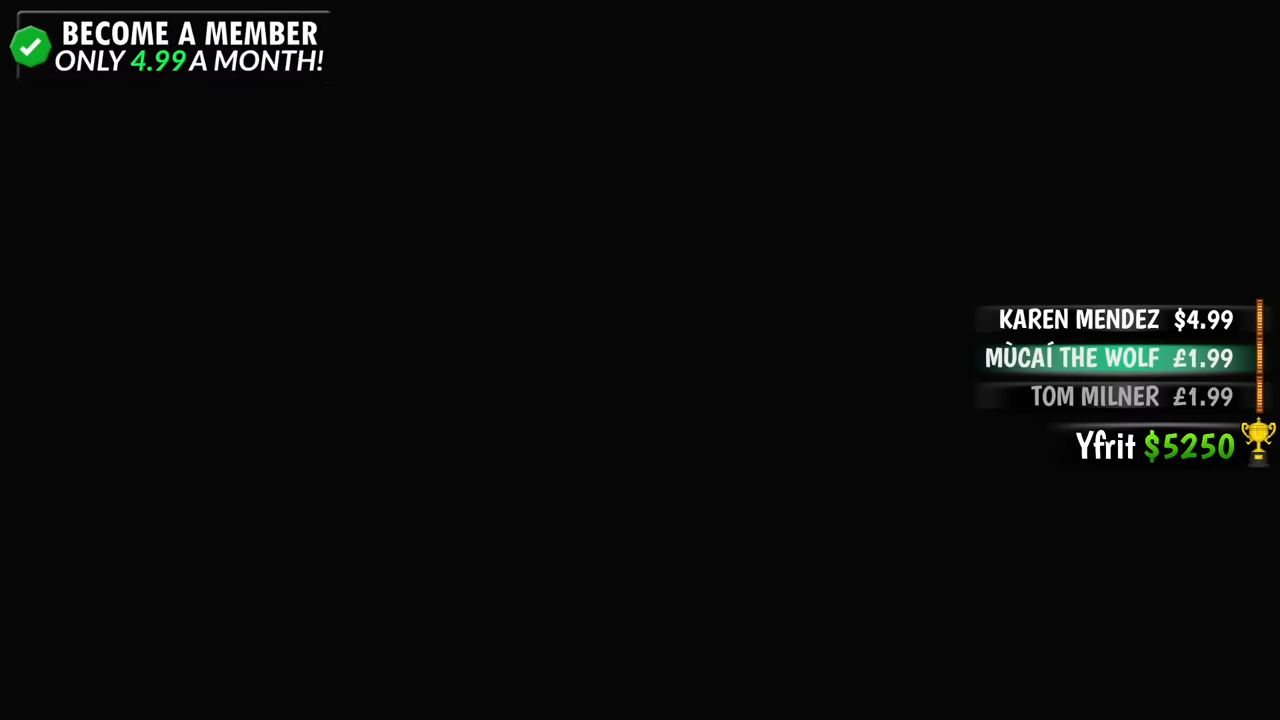 BECOME A MEMBER
ONLY 4.99 A MONTH!
KAREN MENDEZ $4.99
MÙCAÍ THE WOLF £1.99
TOM MILNER £1.99
Yfrit $5250